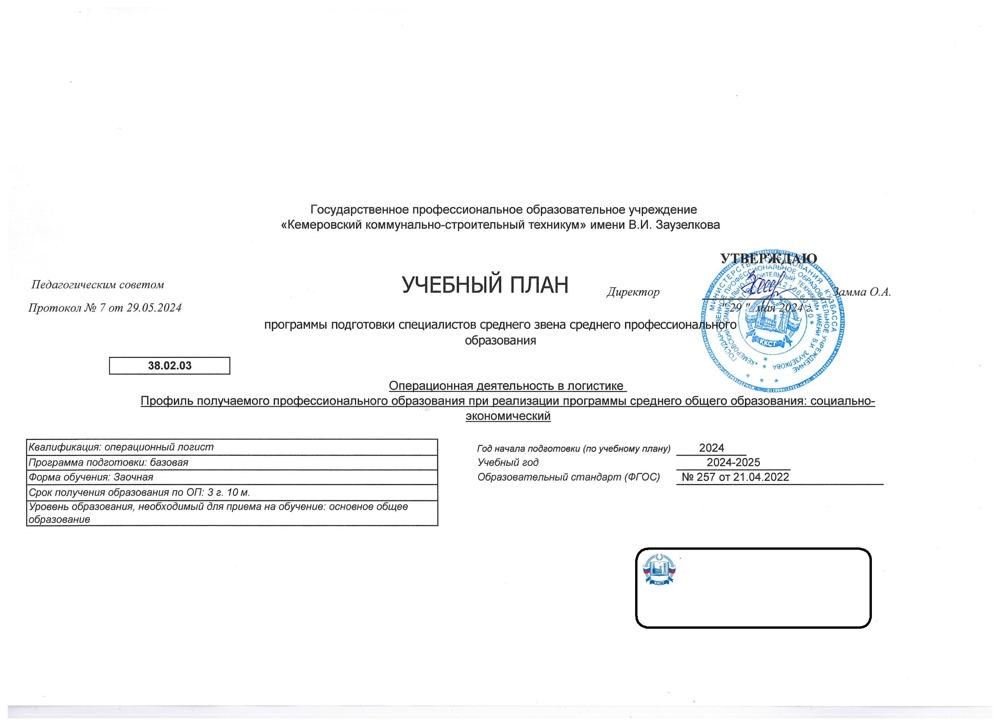 Государственное профессиональное образовательное учреждение
«Кемеровский коммунально-строительный техникум» имени В.И. Заузелкова
УТВЕРЖДАЮ
Педагогическим советом
УЧЕБНЫЙ ПЛАН
Директор
Замма О.А.
Протокол № 7 от 29.05.2024
"29" мая 2024 г.
программы подготовки специалистов среднего звена среднего профессионального
образования
МИНИСТЕРСТВО ОБРАЗОВАНИЯ КУЗБАССА
ГОСУДАРСТВЕННОЕ ПРОФЕССИОНАЛЬНОЕ ОБРАЗОВАТЕЛЬНОЕ УЧРЕЖДЕНИЕ
«КЕМЕРОВСКИЙ КОММУНАЛЬНО-СТРОИТЕЛЬНЫЙ ТЕХНИКУМ» ИМЕНИ В.И. ЗАУЗЕЛКОВА
ККСТ
38.02.03
Операционная деятельность в логистике
Профиль получаемого профессионального образования при реализации программы среднего общего образования: социально-
экономический
Квалификация: операционный логист
Программа подготовки: базовая
Форма обучения: Заочная
Срок получения образования по ОП: 3 г. 10 м.
Уровень образования, необходимый для приема на обучение: основное общее
образование
Год начала подготовки (по учебному плану) 2024
Учебный год 2024-2025
Образовательный стандарт (ФГОС) № 257 от 21.04.2022
ККСТ